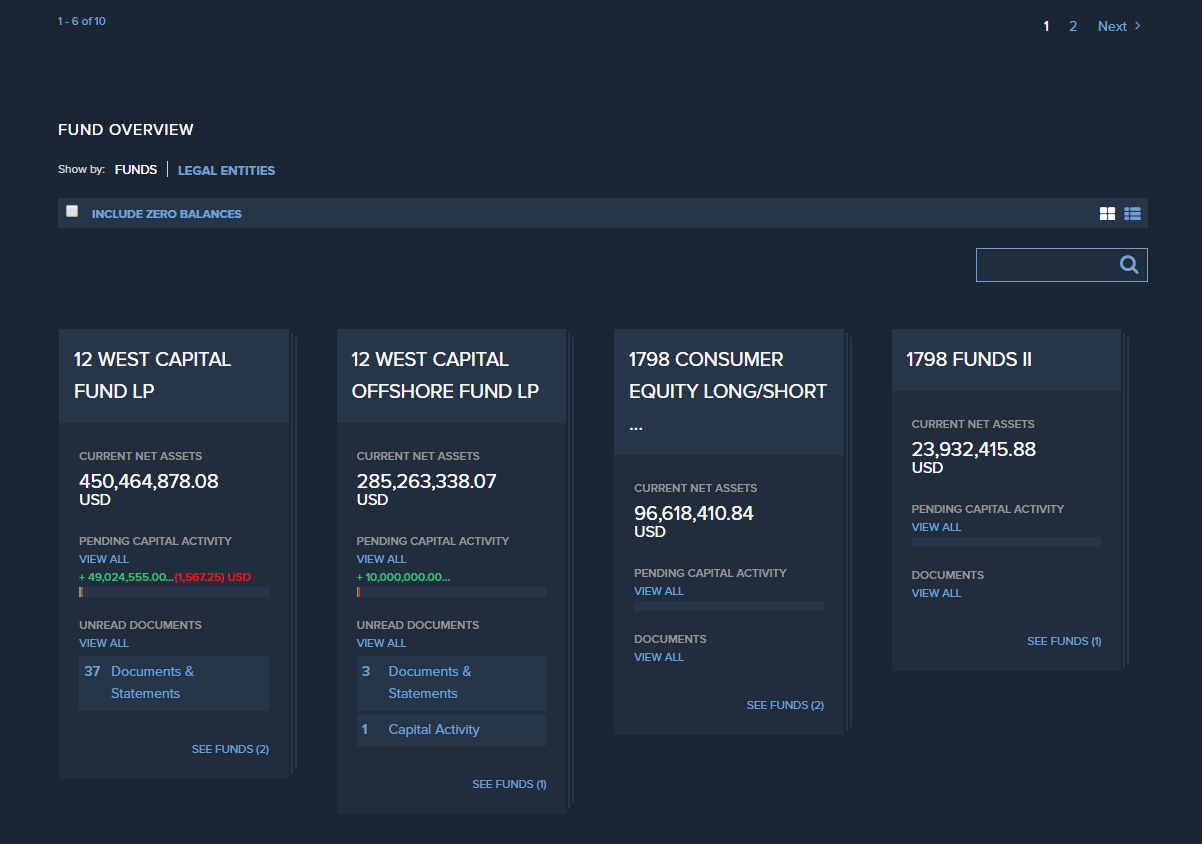 1 - 6 of 10
1 2 Next >
FUND OVERVIEW
Show by: FUNDS | LEGAL ENTITIES
INCLUDE ZERO BALANCES
12 WEST CAPITAL
FUND LP
CURRENT NET ASSETS
450,464,878.08
USD
PENDING CAPITAL ACTIVITY
VIEW ALL
+ 49,024,555.00...(1,567.25) USD
UNREAD DOCUMENTS
VIEW ALL
37 Documents &
Statements
SEE FUNDS (2)
12 WEST CAPITAL
OFFSHORE FUND LP
CURRENT NET ASSETS
285,263,338.07
USD
PENDING CAPITAL ACTIVITY
VIEW ALL
+ 10,000,000.00...
UNREAD DOCUMENTS
VIEW ALL
3 Documents &
Statements
1 Capital Activity
SEE FUNDS (1)
1798 CONSUMER
EQUITY LONG/SHORT
...
CURRENT NET ASSETS
96,618,410.84
USD
PENDING CAPITAL ACTIVITY
VIEW ALL
DOCUMENTS
VIEW ALL
SEE FUNDS (2)
1798 FUNDS II
CURRENT NET ASSETS
23,932,415.88
USD
PENDING CAPITAL ACTIVITY
VIEW ALL
DOCUMENTS
VIEW ALL
SEE FUNDS (1)